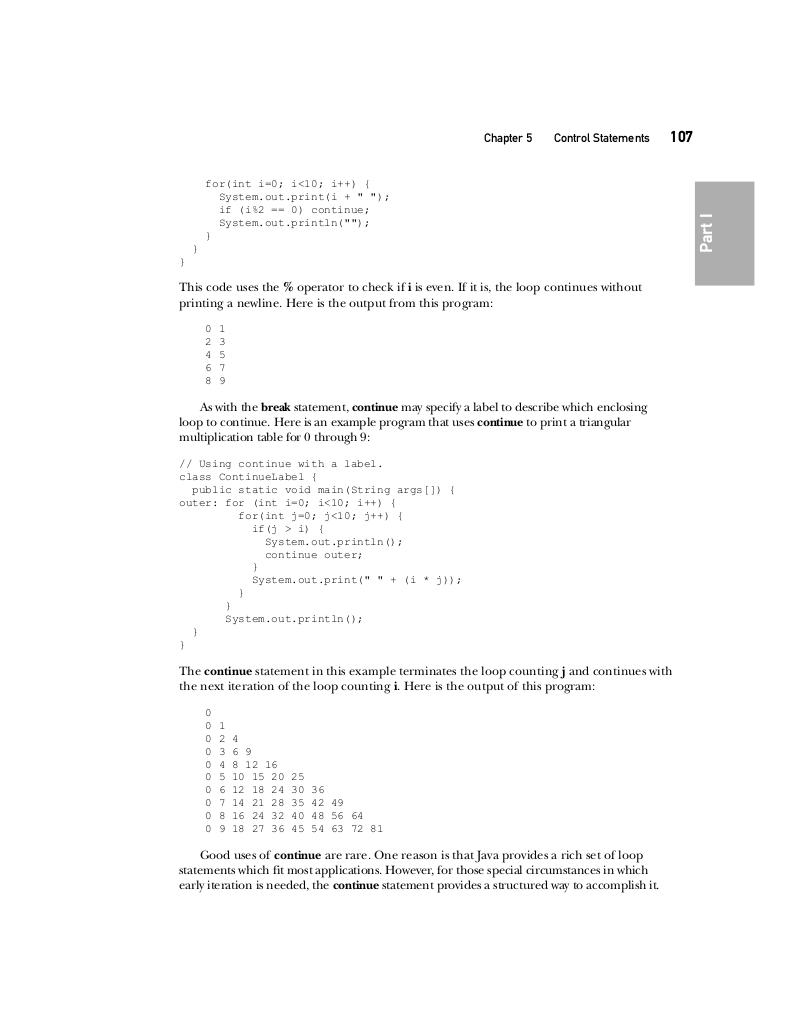 Chapter 5 Control Statements 107
Part I
for(int i=0; i<10; i++) {
System.out.print(i + " ");
if (i%2 == 0) continue;
System.out.println("");
}
}
}
This code uses the % operator to check if i is even. If it is, the loop continues without
printing a newline. Here is the output from this program:
0 1
2 3
4 5
6 7
8 9
As with the break statement, continue may specify a label to describe which enclosing
loop to continue. Here is an example program that uses continue to print a triangular
multiplication table for 0 through 9:
// Using continue with a label.
class ContinueLabel {
public static void main(String args[]) {
outer: for (int i=0; i<10; i++) {
for(int j=0; j<10; j++) {
if(j > i) {
System.out.println();
continue outer;
}
System.out.print(" " + (i * j));
}
}
System.out.println();
}
}
The continue statement in this example terminates the loop counting j and continues with
the next iteration of the loop counting i. Here is the output of this program:
0
0 1
0 2 4
0 3 6 9
0 4 8 12 16
0 5 10 15 20 25
0 6 12 18 24 30 36
0 7 14 21 28 35 42 49
0 8 16 24 32 40 48 56 64
0 9 18 27 36 45 54 63 72 81
Good uses of continue are rare. One reason is that Java provides a rich set of loop
statements which fit most applications. However, for those special circumstances in which
early iteration is needed, the continue statement provides a structured way to accomplish it.